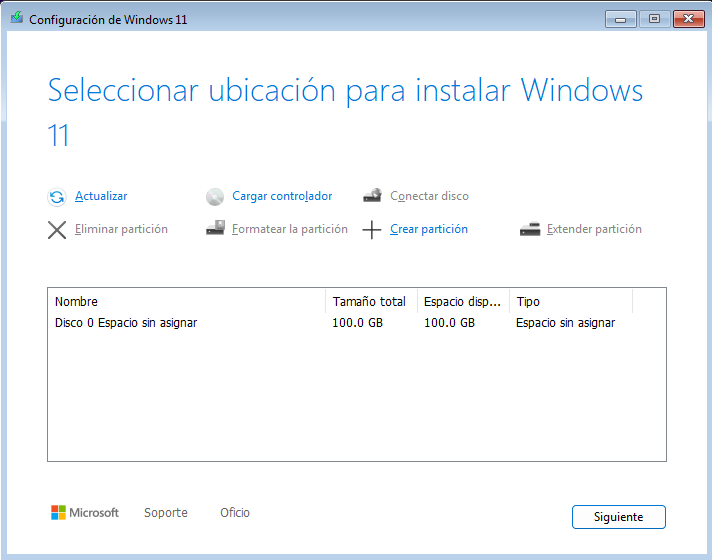 Configuración de Windows 11
Seleccionar ubicación para instalar Windows
11
Actualizar
Cargar controlador
Conectar disco
Eliminar partición
Formatear la partición
Crear partición
Extender partición
Nombre Tamaño total Espacio disp... Tipo
Disco 0 Espacio sin asignar 100.0 GB 100.0 GB Espacio sin asignar
Microsoft Soporte Oficio
Siguiente